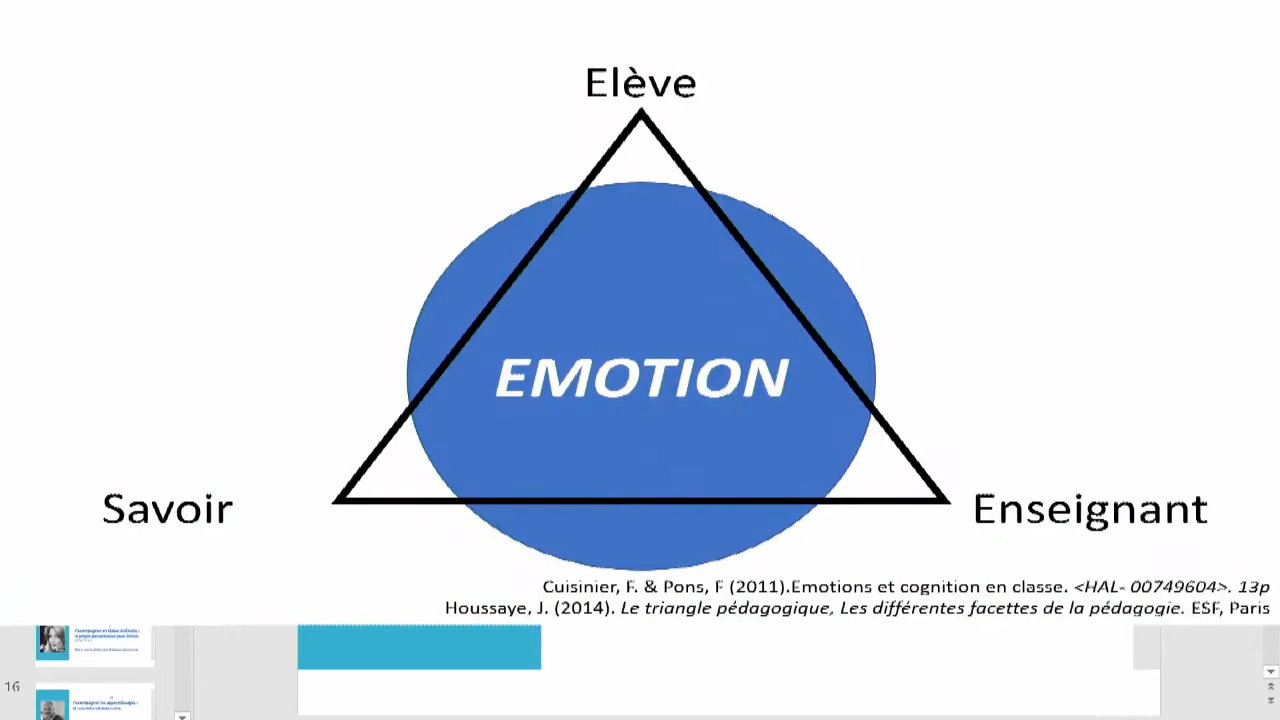 Elève
EMOTION
Savoir
Enseignant
Cuisinier, F. & Pons, F (2011).Emotions et cognition en classe. <HAL- 00749604>. 13p
Houssaye, J. (2014). Le triangle pédagogique, Les différentes facettes de la pédagogie. ESF, Paris
16